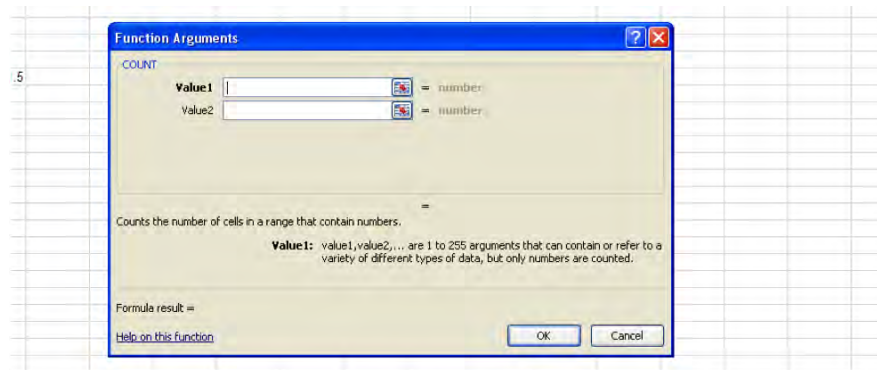 Function Arguments
COUNT
.5
Value1 = number
Value2 = number
=
Counts the number of cells in a range that contain numbers.
Value1: value1,value2,... are 1 to 255 arguments that can contain or refer to a
variety of different types of data, but only numbers are counted.
Formula result =
Help on this function OK Cancel